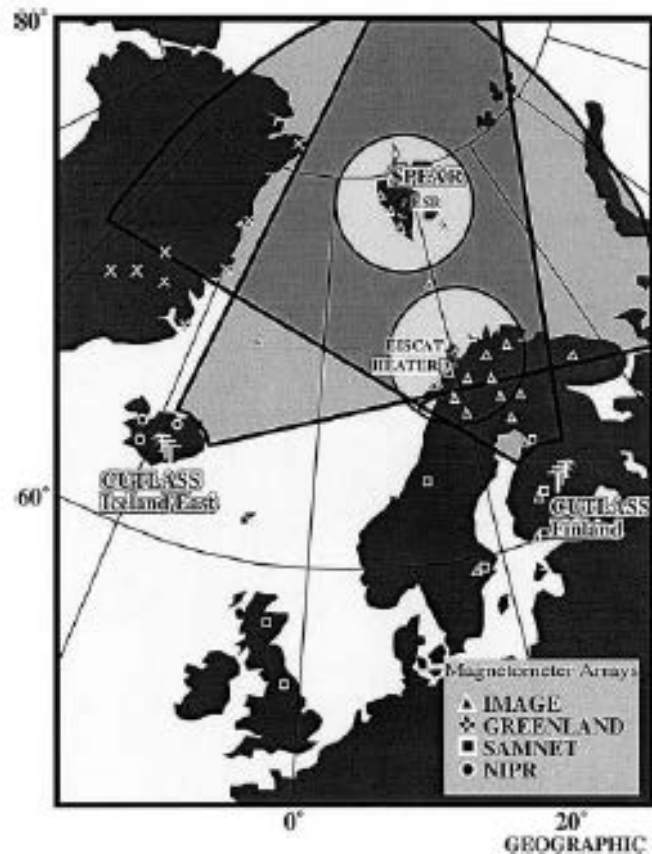 80°
SPEAR
ESR
EISCAT
HEATER
CUTLASS
Iceland/East
60°
CUTLASS
Finland
Magnetometer Arrays
IMAGE
GREENLAND
SAMNET
NIPR
0°
20°
GEOGRAPHIC